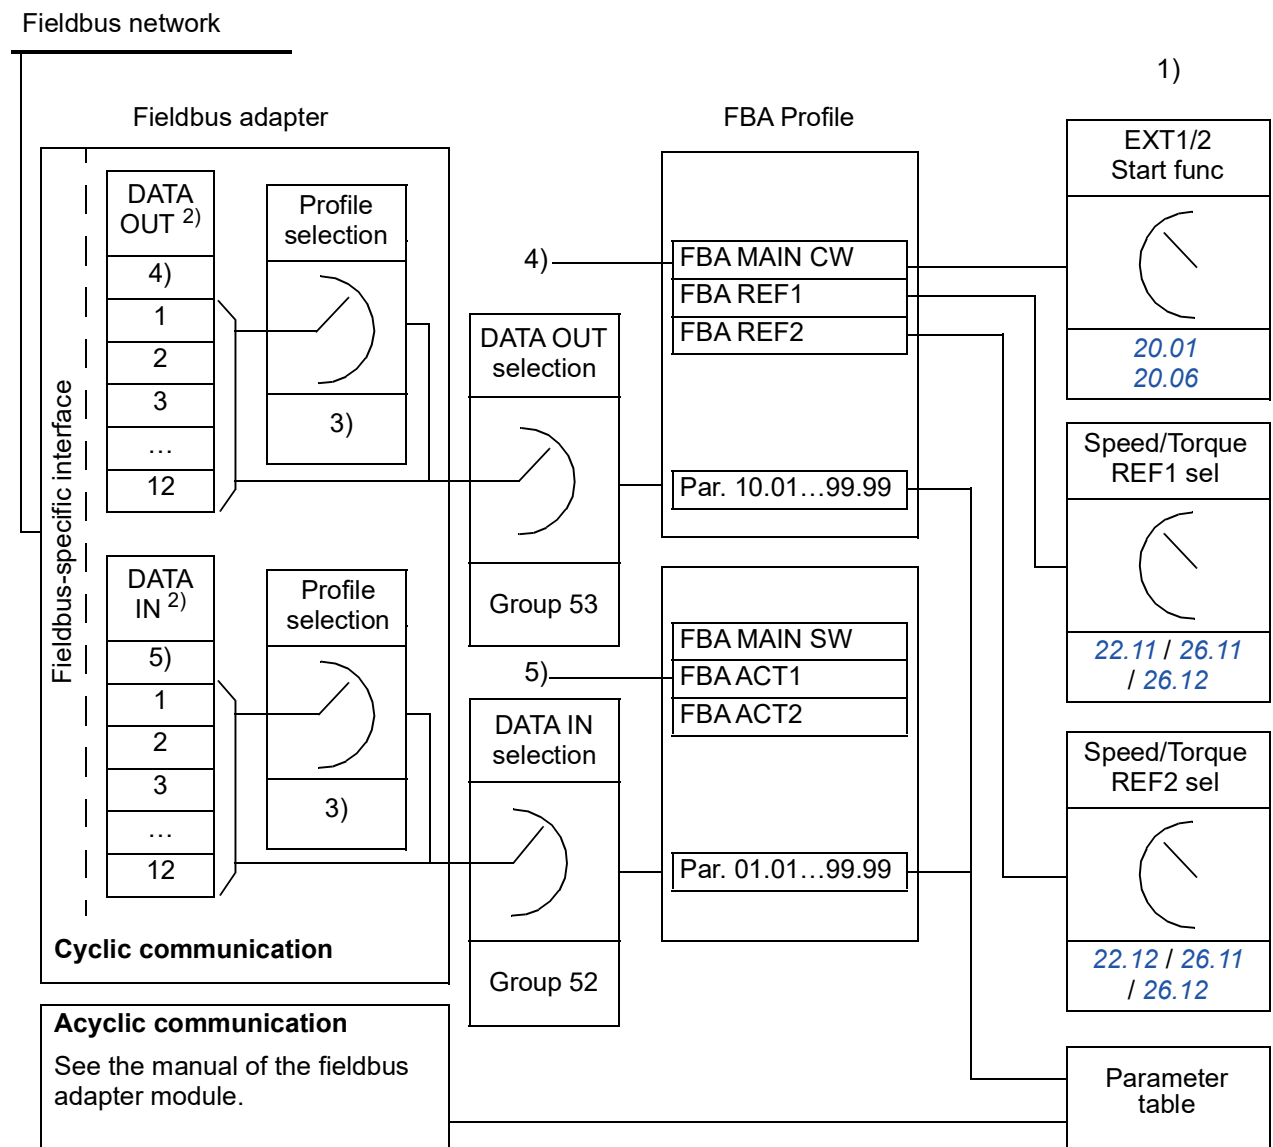 Fieldbus network
1)
Fieldbus adapter
FBA Profile
Fieldbus-specific interface
DATA
OUT 2)
4)
1
2
3
…
12
Profile
selection
3)
DATA
IN 2)
5)
1
2
3
…
12
Profile
selection
3)
Cyclic communication
4)
DATA OUT
selection
Group 53
5)
DATA IN
selection
Group 52
FBA MAIN CW
FBA REF1
FBA REF2
Par. 10.01…99.99
FBA MAIN SW
FBA ACT1
FBA ACT2
Par. 01.01…99.99
EXT1/2
Start func
20.01
20.06
Speed/Torque
REF1 sel
22.11 / 26.11
/ 26.12
Speed/Torque
REF2 sel
22.12 / 26.11
/ 26.12
Acyclic communication
See the manual of the fieldbus
adapter module.
Parameter
table